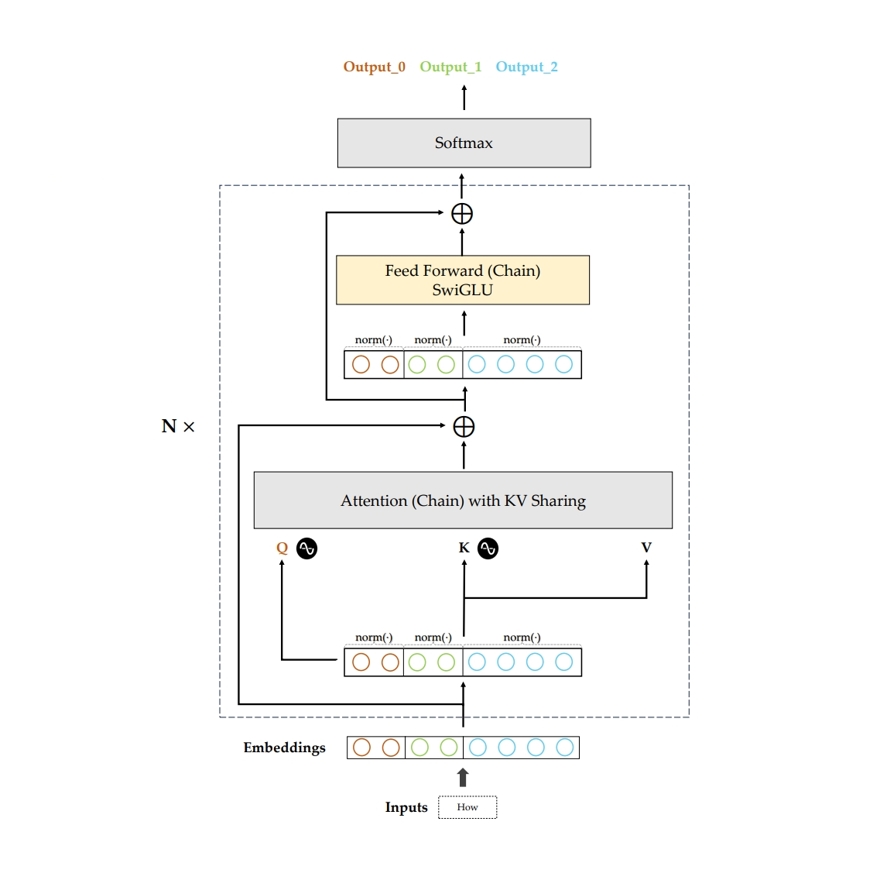 Output_0 Output_1 Output_2
Softmax
Feed Forward (Chain)
SwiGLU
norm(·) norm(·) norm(·)
N ×
Attention (Chain) with KV Sharing
Q K V
norm(·) norm(·) norm(·)
Embeddings
Inputs How